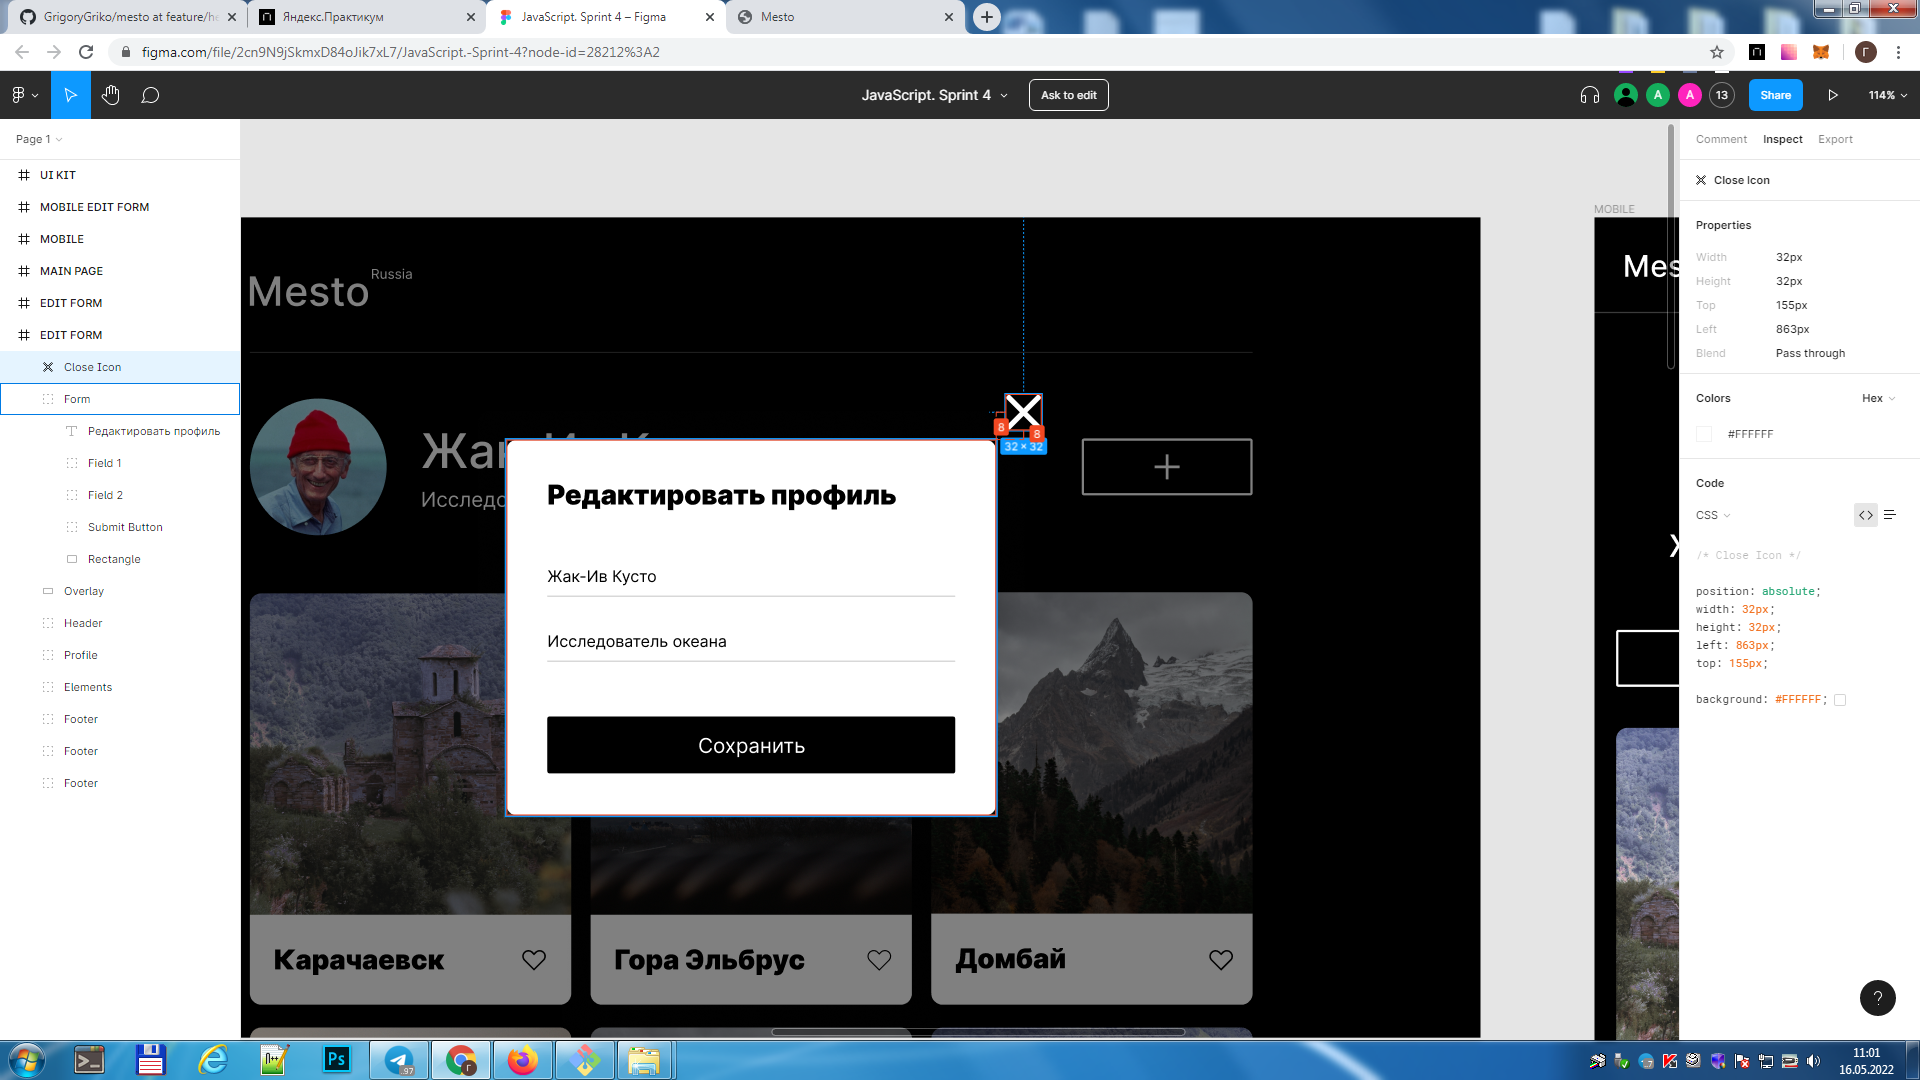 GrigoryGriko/mesto at feature/he
Яндекс.Практикум
JavaScript. Sprint 4 – Figma
Mesto
figma.com/file/2cn9N9jSkmxD84oJik7xL7/JavaScript.-Sprint-4?node-id=28212%3A2
Г
JavaScript. Sprint 4
Ask to edit
A
A
13
Share
114%
Page 1
UI KIT
MOBILE EDIT FORM
MOBILE
MAIN PAGE
EDIT FORM
EDIT FORM
Close Icon
Form
Редактировать профиль
Field 1
Field 2
Submit Button
Rectangle
Overlay
Header
Profile
Elements
Footer
Footer
Footer
Mesto
Russia
8
8
32 × 32
Редактировать профиль
Жак-Ив Кусто
Исследователь океана
Сохранить
Карачаевск
Гора Эльбрус
Домбай
MOBILE
Mes
Comment
Inspect
Export
Close Icon
Properties
Width 32px
Height 32px
Top 155px
Left 863px
Blend Pass through
Colors
Hex
#FFFFFF
Code
CSS
/* Close Icon */
position: absolute;
width: 32px;
height: 32px;
left: 863px;
top: 155px;
background: #FFFFFF;
?
Ps
97
11:01
16.05.2022